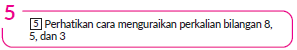 5
5 Perhatikan cara menguraikan perkalian bilangan 8,
5, dan 3